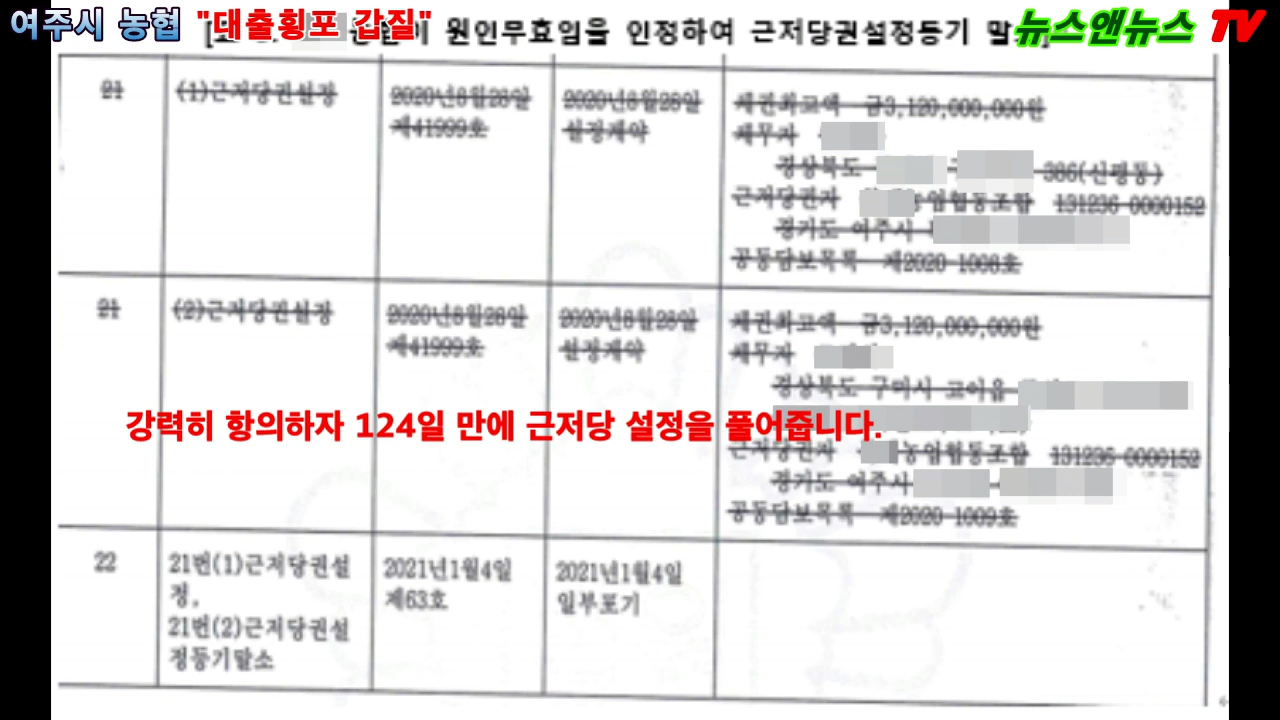 여주시 농협 "대출횡포 갑질"
뉴스앤뉴스 TV
원인무효임을 인정하여 근저당권설정등기 말
21 (1)근저당권설정 2020년8월28일 2020년8월28일 채권최고액 금3,120,000,000원
제41999호 설정계약 채무자
경상북도 386(신평동)
근저당권자 농업협동조합 131236-0000152
경기도 여주시
공동담보목록 제2020-1008호
21 (2)근저당권설정 2020년8월28일 2020년8월28일 채권최고액 금3,120,000,000원
제41999호 설정계약 채무자
경상북도 구미시 고아읍
강력히 항의하자 124일 만에 근저당 설정을 풀어줍니다.
근저당권자 농업협동조합 131236-0000152
경기도 여주시
공동담보목록 제2020-1009호
22 21번(1)근저당권설 2021년1월4일 2021년1월4일
정, 제63호 일부포기
21번(2)근저당권설
정등기말소